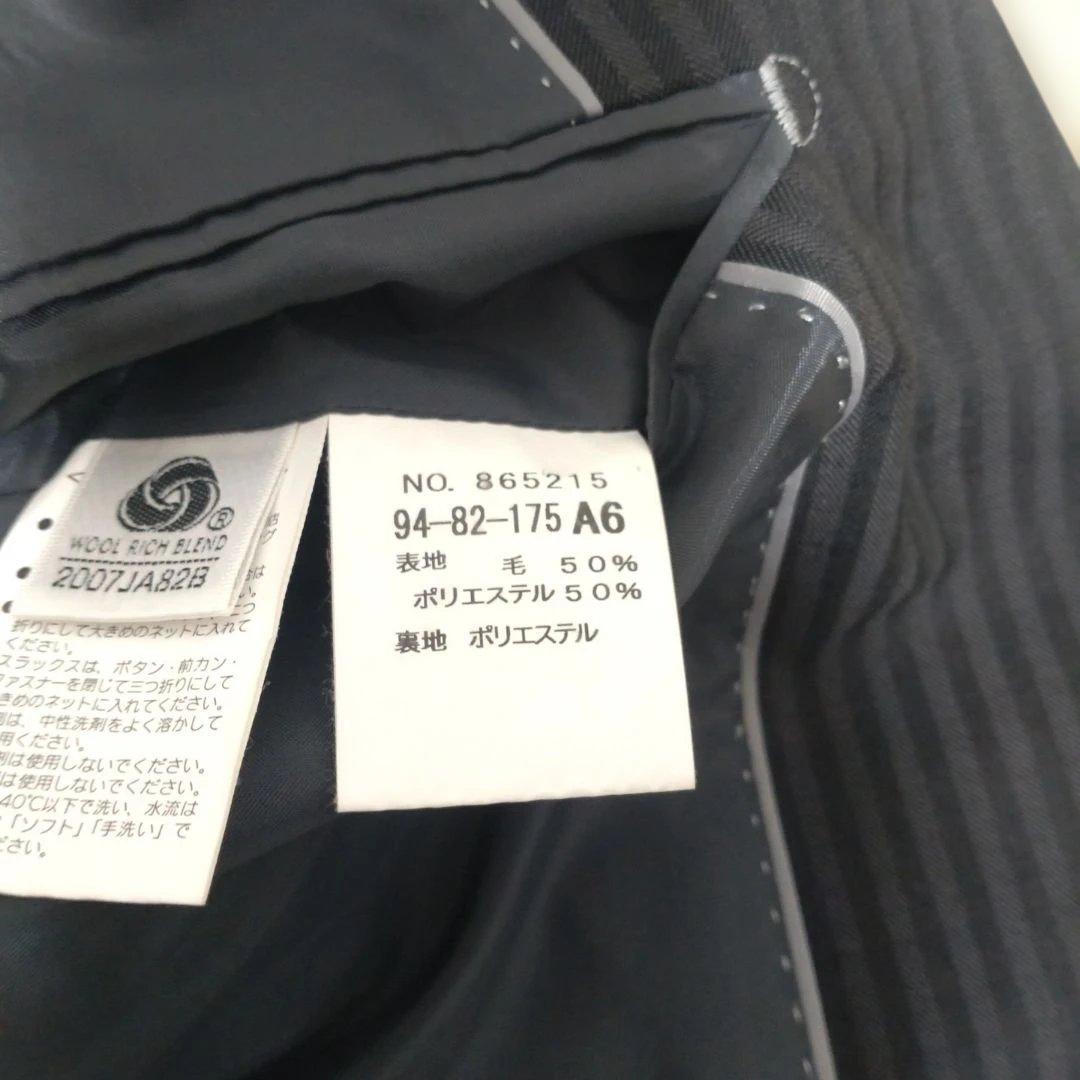 WOOL RICH BLEND
2007JA82B
折りにして大きめのネットに入れて
ください。
スラックスは、ボタン・前カン・
ファスナーを閉じて三つ折りにして
きめのネットに入れてください。
剤は、中性洗剤をよく溶かして
用ください。
剤は使用しないでください。
は使用しないでください。
40℃以下で洗い、水流は
「ソフト」「手洗い」で
ださい。
NO. 865215
94-82-175 A6
表地 毛 50%
ポリエステル 50%
裏地 ポリエステル